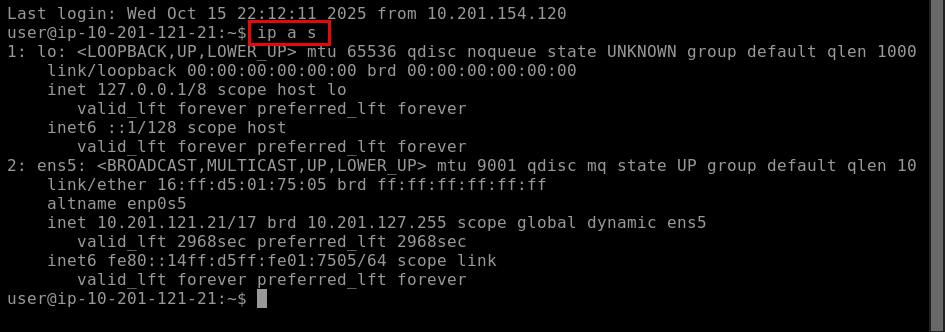 Last login: Wed Oct 15 22:12:11 2025 from 10.201.154.120
user@ip-10-201-121-21:~$ ip a s
1: lo: <LOOPBACK,UP,LOWER_UP> mtu 65536 qdisc noqueue state UNKNOWN group default qlen 1000
    link/loopback 00:00:00:00:00:00 brd 00:00:00:00:00:00
    inet 127.0.0.1/8 scope host lo
       valid_lft forever preferred_lft forever
    inet6 ::1/128 scope host
       valid_lft forever preferred_lft forever
2: ens5: <BROADCAST,MULTICAST,UP,LOWER_UP> mtu 9001 qdisc mq state UP group default qlen 10
    link/ether 16:ff:d5:01:75:05 brd ff:ff:ff:ff:ff:ff
    altname enp0s5
    inet 10.201.121.21/17 brd 10.201.127.255 scope global dynamic ens5
       valid_lft 2968sec preferred_lft 2968sec
    inet6 fe80::14ff:d5ff:fe01:7505/64 scope link
       valid_lft forever preferred_lft forever
user@ip-10-201-121-21:~$